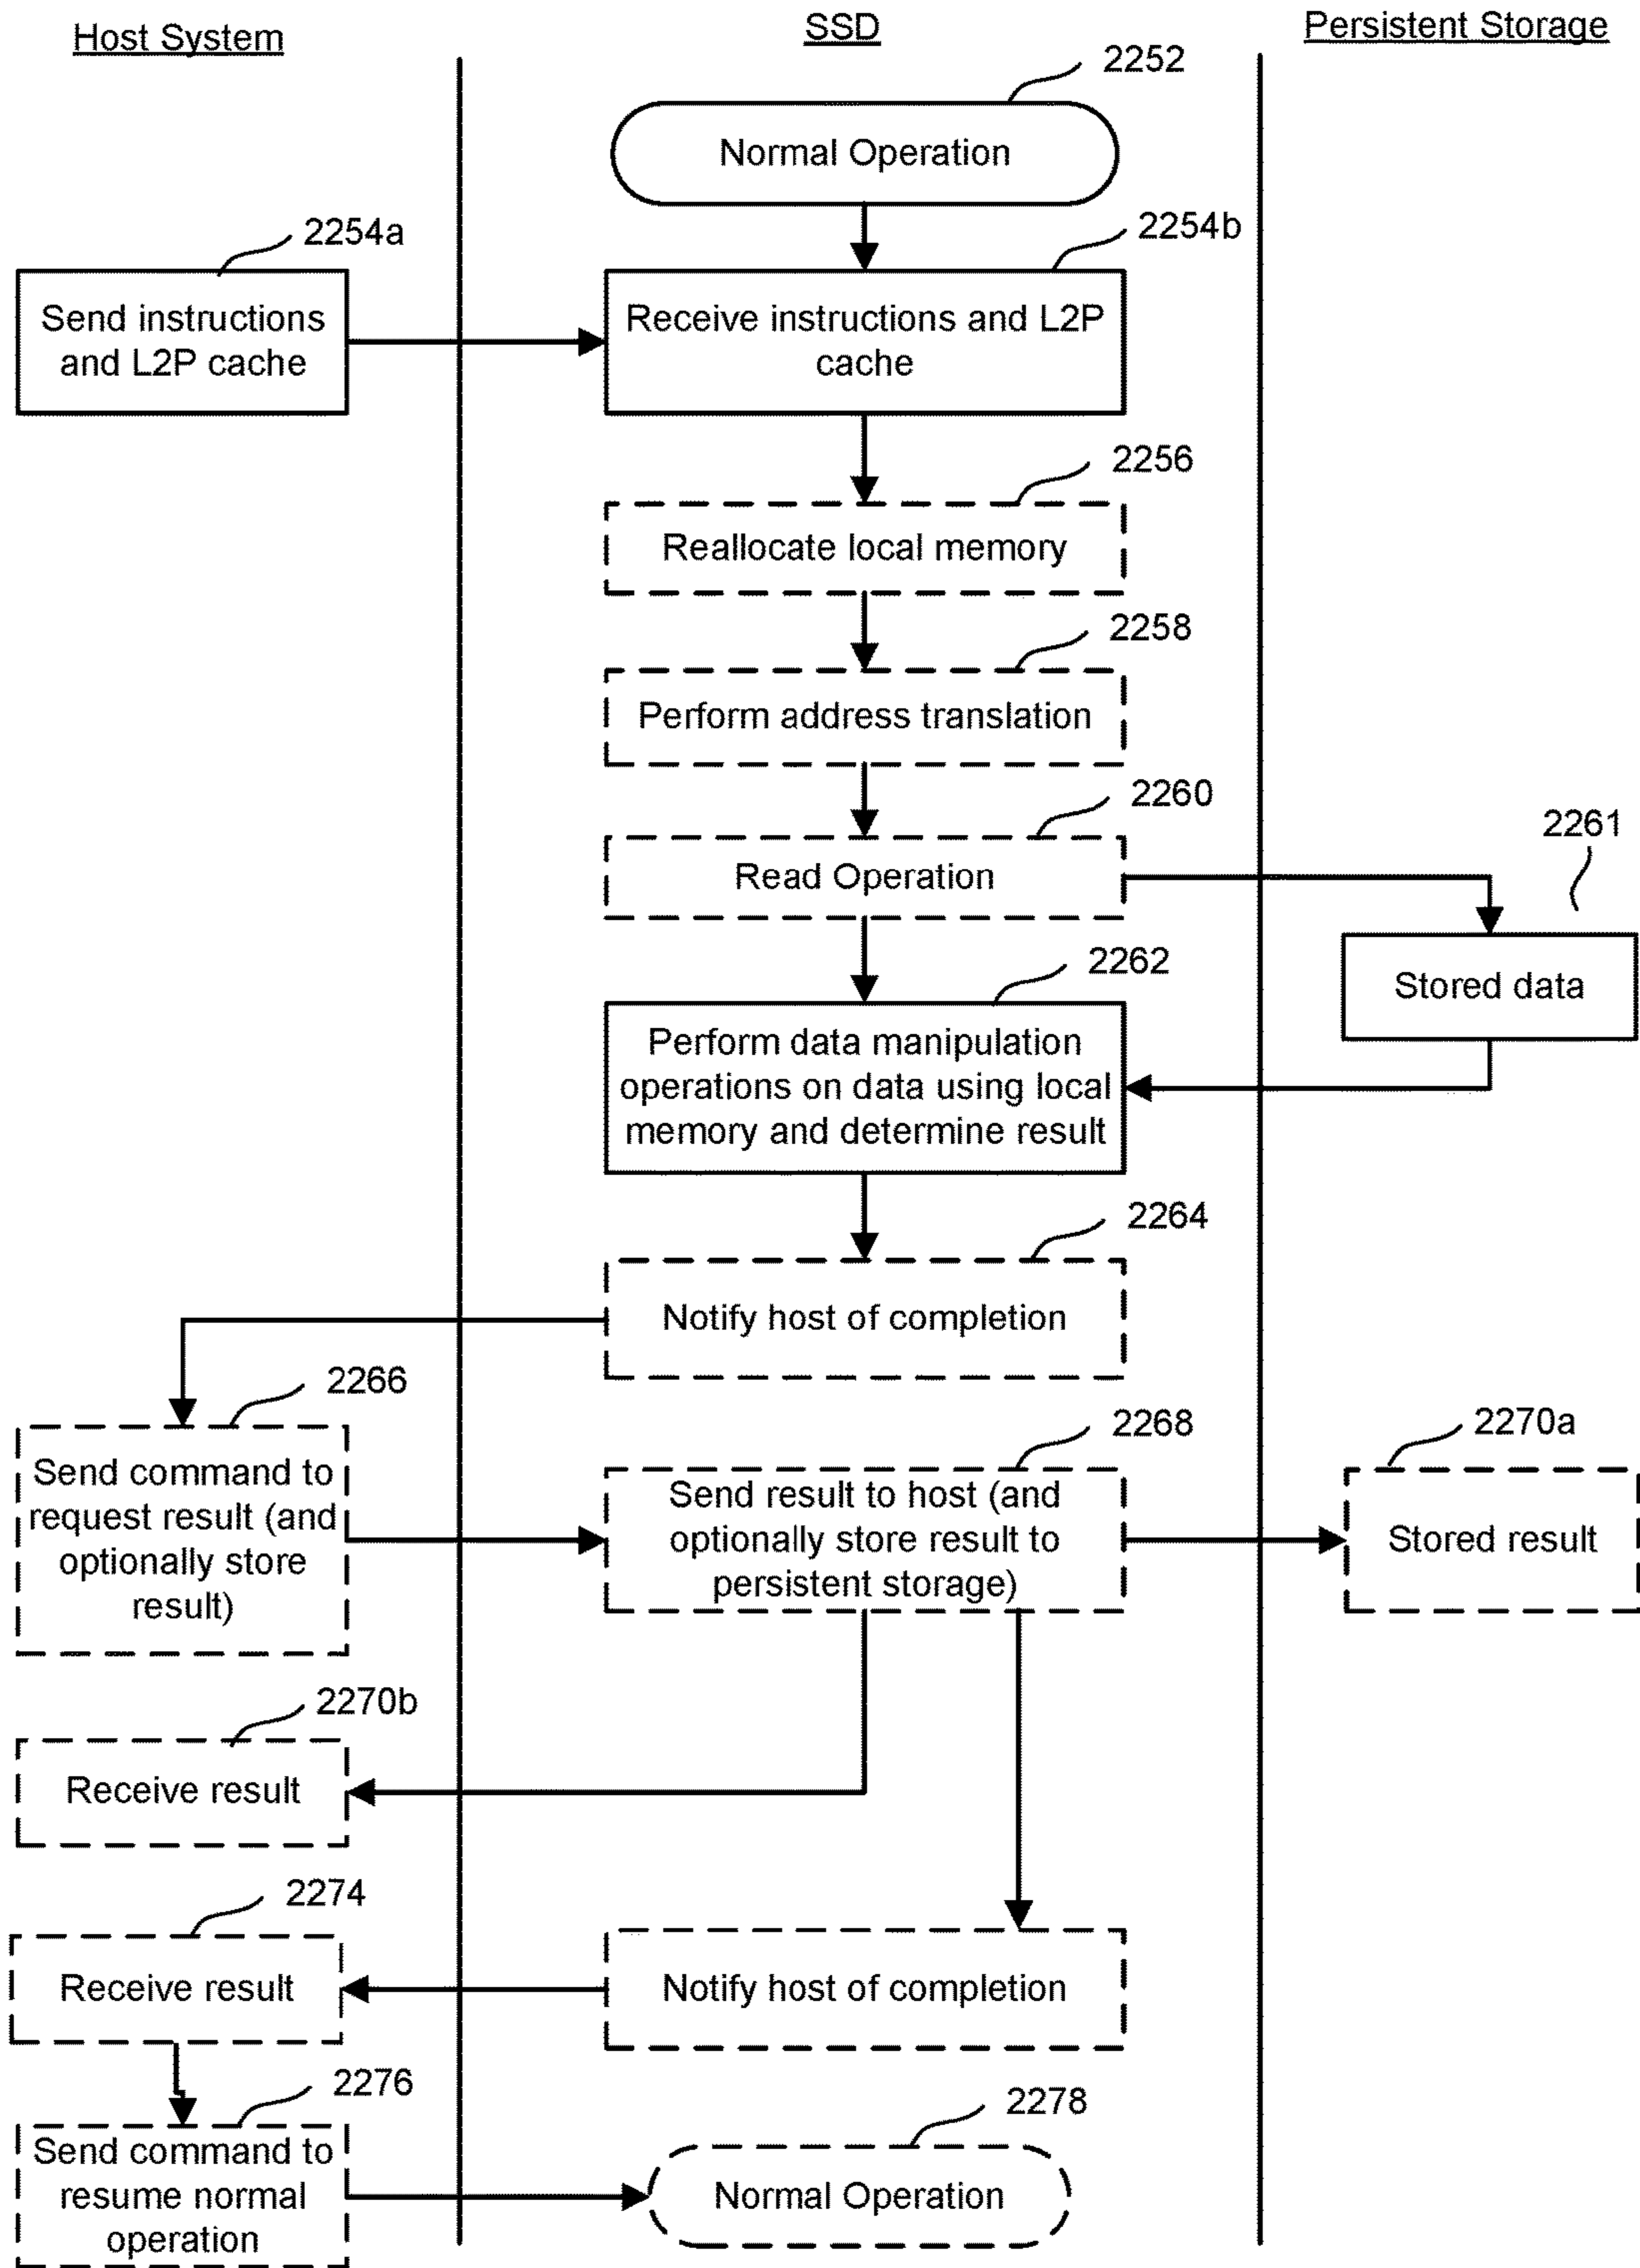 Host System
SSD
Persistent Storage
2252
Normal Operation
2254a
2254b
Send instructions
and L2P cache
Receive instructions and L2P
cache
2256
Reallocate local memory
2258
Perform address translation
2260
Read Operation
2261
Stored data
2262
Perform data manipulation
operations on data using local
memory and determine result
2264
Notify host of completion
2266
Send command to
request result (and
optionally store
result)
2268
Send result to host (and
optionally store result to
persistent storage)
2270a
Stored result
2270b
Receive result
2274
Receive result
Notify host of completion
2276
Send command to
resume normal
operation
2278
Normal Operation